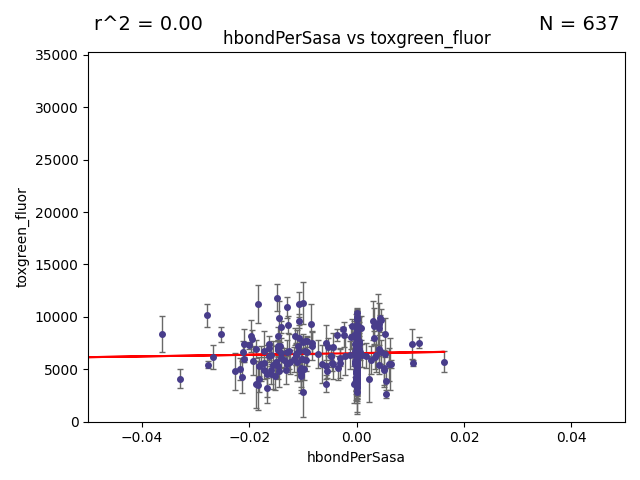 r^2 = 0.00
N = 637
hbondPerSasa vs toxgreen_fluor
35000
30000
25000
20000
15000
10000
5000
0
toxgreen_fluor
−0.04
−0.02
0.00
0.02
0.04
hbondPerSasa